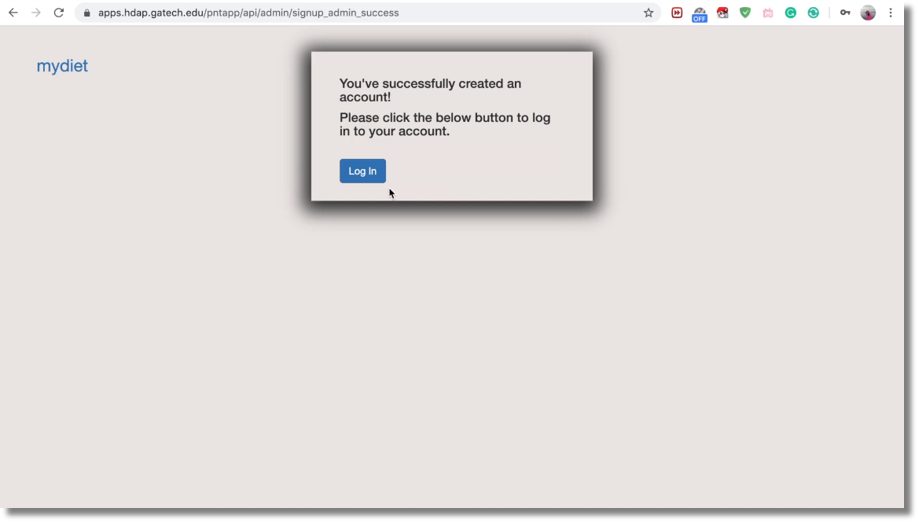 apps.hdap.gatech.edu/pntapp/api/admin/signup_admin_success
OFF
mydiet
You've successfully created an
account!
Please click the below button to log
in to your account.
Log In